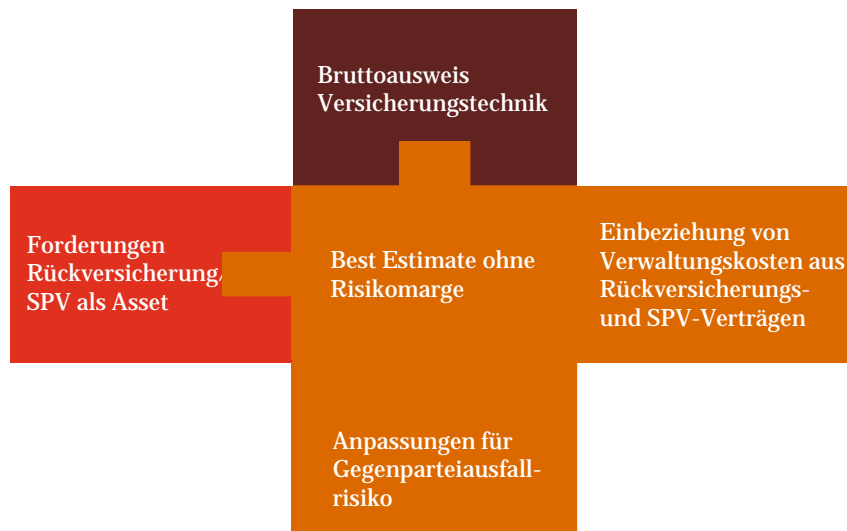 Bruttoausweis
Versicherungstechnik
Forderungen
Rückversicherung/
SPV als Asset
Best Estimate ohne
Risikomarge
Einbeziehung von
Verwaltungskosten aus
Rückversicherungs-
und SPV-Verträgen
Anpassungen für
Gegenparteiausfall-
risiko